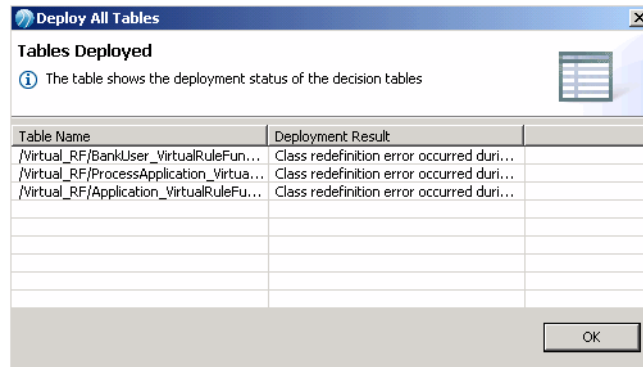 Deploy All Tables
Tables Deployed
The table shows the deployment status of the decision tables
Table Name Deployment Result
/Virtual_RF/BankUser_VirtualRuleFun... Class redefinition error occurred duri...
/Virtual_RF/ProcessApplication_Virtua... Class redefinition error occurred duri...
/Virtual_RF/Application_VirtualRuleFu... Class redefinition error occurred duri...
OK